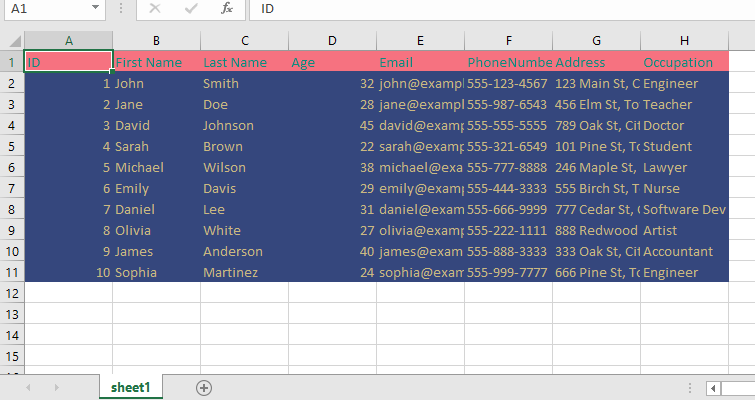 A1 fx ID
A B C D E F G H
1 ID First Name Last Name Age Email PhoneNumbe Address Occupation
2 1 John Smith 32 john@exampl 555-123-4567 123 Main St, C Engineer
3 2 Jane Doe 28 jane@exampl 555-987-6543 456 Elm St, To Teacher
4 3 David Johnson 45 david@examp 555-555-5555 789 Oak St, Cit Doctor
5 4 Sarah Brown 22 sarah@examp 555-321-6549 101 Pine St, To Student
6 5 Michael Wilson 38 michael@exa 555-777-8888 246 Maple St, Lawyer
7 6 Emily Davis 29 emily@examp 555-444-3333 555 Birch St, T Nurse
8 7 Daniel Lee 31 daniel@exam 555-666-9999 777 Cedar St, Software Dev
9 8 Olivia White 27 olivia@examp 555-222-1111 888 Redwood Artist
10 9 James Anderson 40 james@exam 555-888-3333 333 Oak St, Cit Accountant
11 10 Sophia Martinez 24 sophia@exam 555-999-7777 666 Pine St, To Engineer
12
13
14
15
sheet1